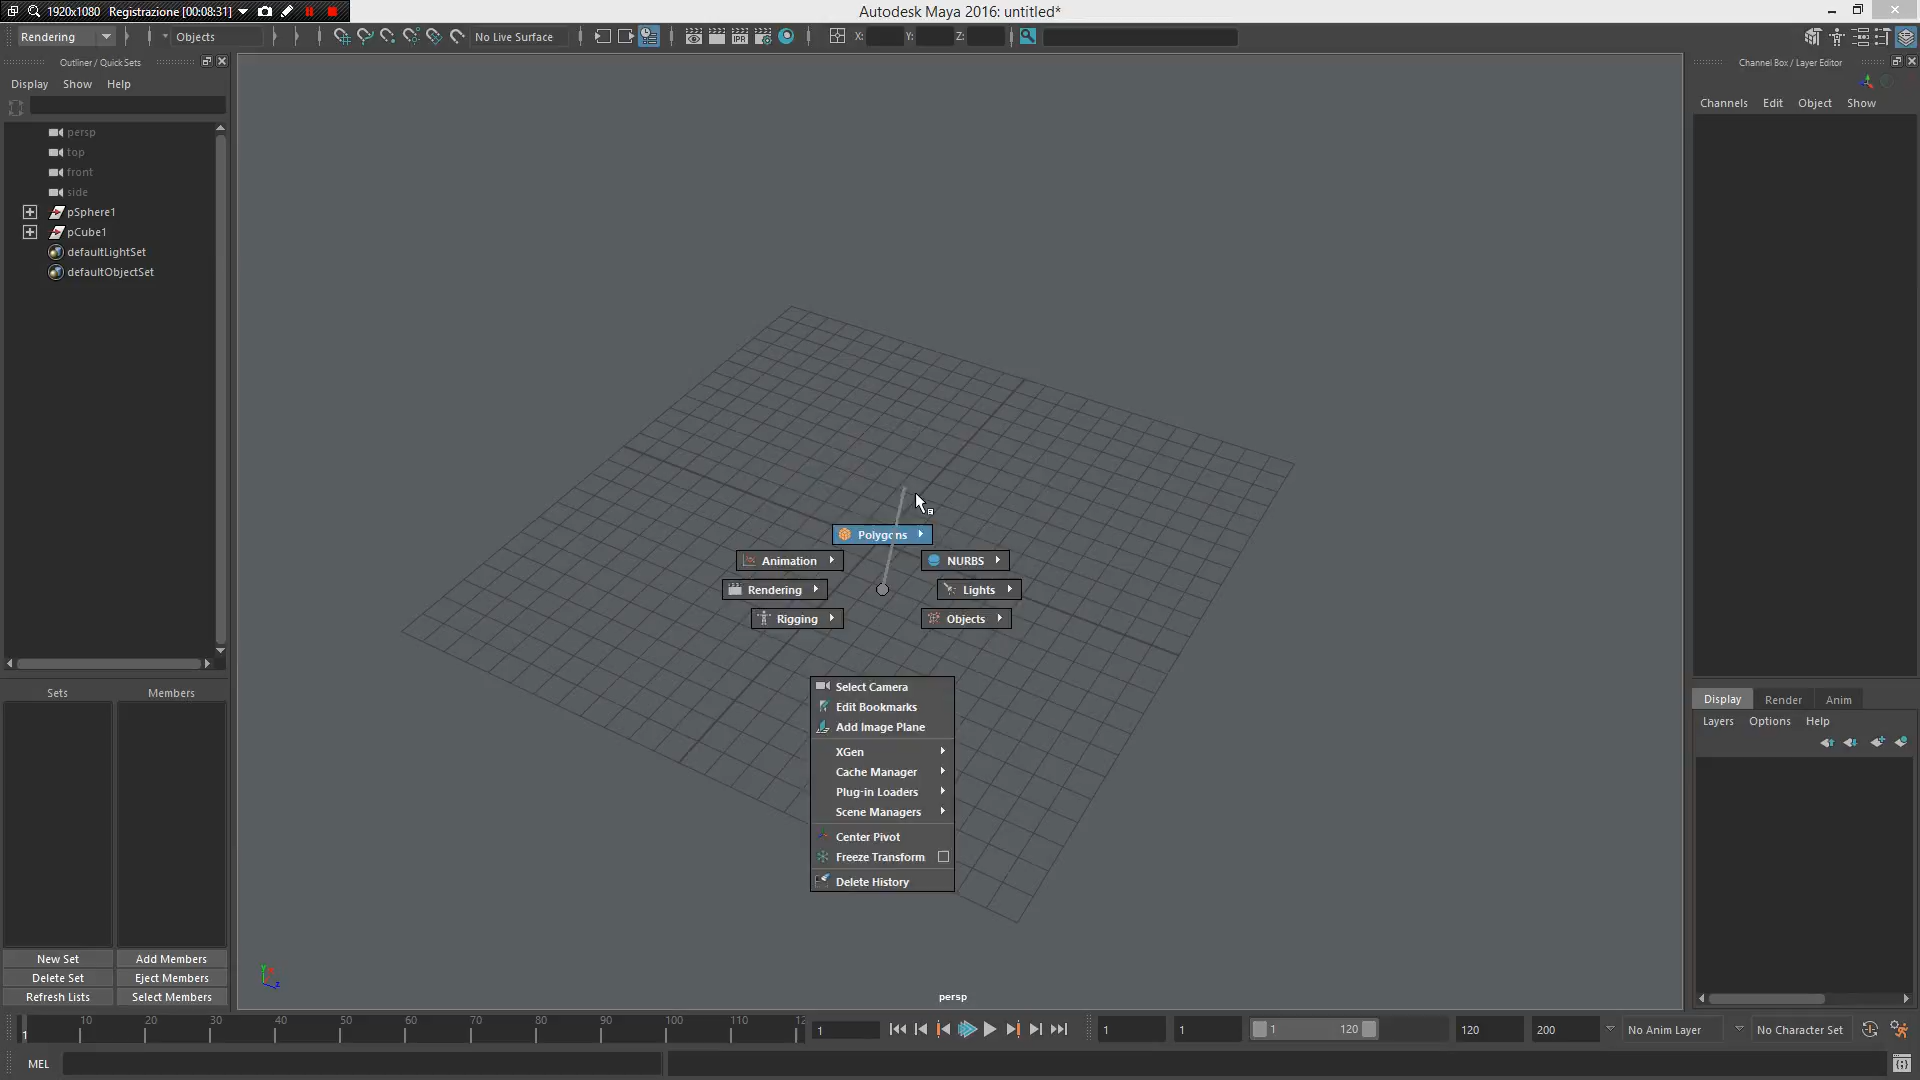 1920x1080 Registrazione [00:08:31]
Autodesk Maya 2016: untitled*
Rendering
Objects
No Live Surface
X:
Y:
Z:
Outliner / Quick Sets
Display Show Help
persp
top
front
side
pSphere1
pCube1
defaultLightSet
defaultObjectSet
Sets
Members
New Set
Add Members
Delete Set
Eject Members
Refresh Lists
Select Members
Polygons
Animation
NURBS
Rendering
Lights
Rigging
Objects
Select Camera
Edit Bookmarks
Add Image Plane
XGen
Cache Manager
Plug-in Loaders
Scene Managers
Center Pivot
Freeze Transform
Delete History
persp
Channel Box / Layer Editor
Channels Edit Object Show
Display Render Anim
Layers Options Help
1 10 20 30 40 50 60 70 80 90 100 110 12
1
1
1
1 120
120
200
No Anim Layer
No Character Set
MEL